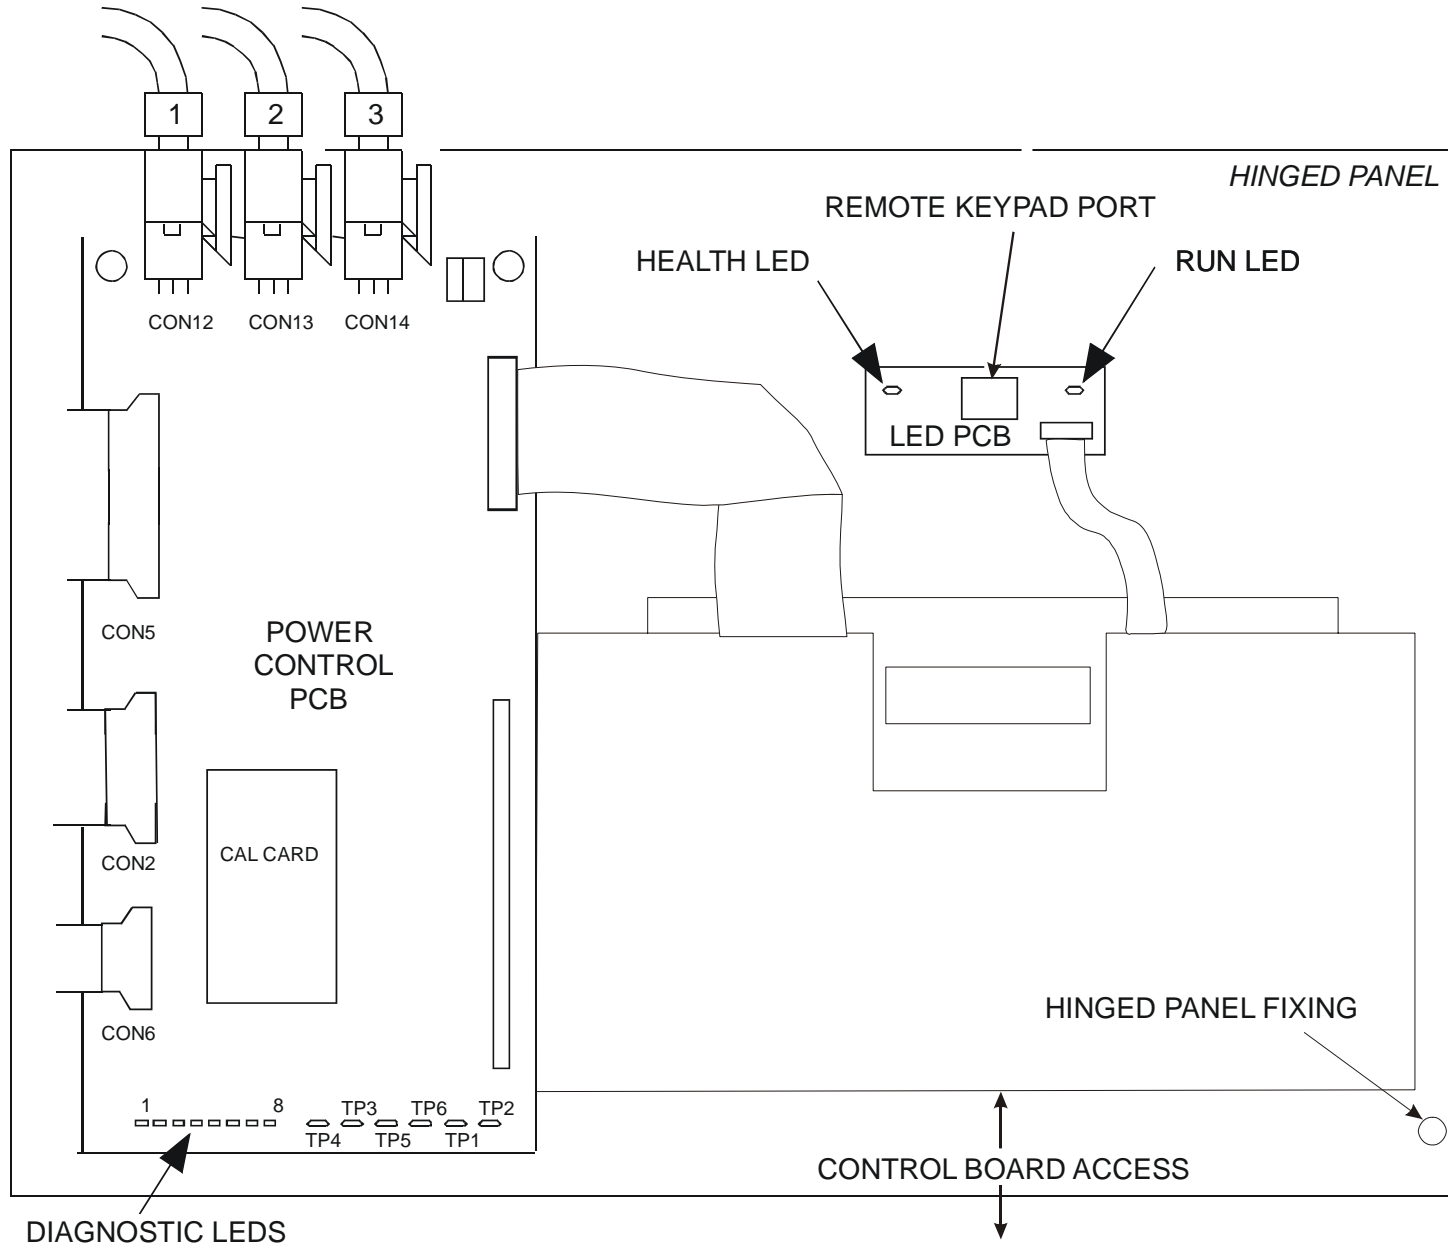 1 2 3
HINGED PANEL
REMOTE KEYPAD PORT
HEALTH LED
RUN LED
CON12 CON13 CON14
LED PCB
CON5
POWER
CONTROL
PCB
CAL CARD
CON2
CON6
HINGED PANEL FIXING
1 8
TP3 TP6 TP2
TP4 TP5 TP1
CONTROL BOARD ACCESS
DIAGNOSTIC LEDS